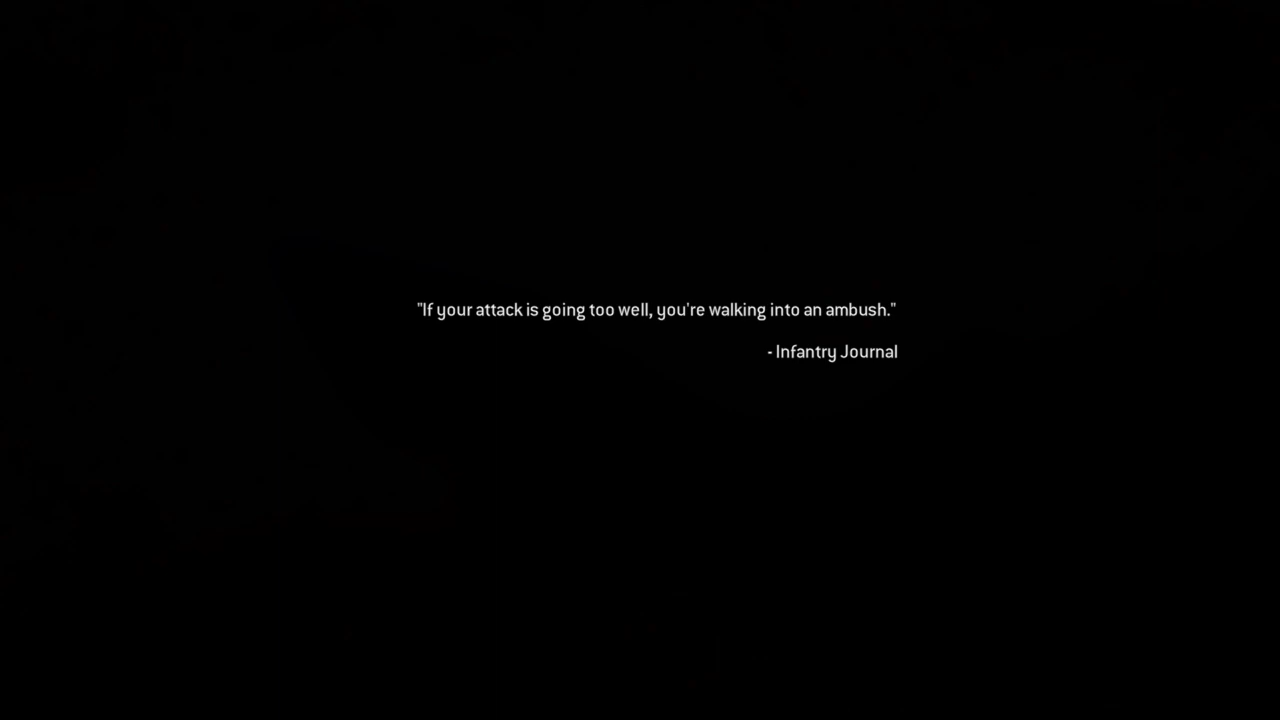 "If your attack is going too well, you're walking into an ambush."
- Infantry Journal